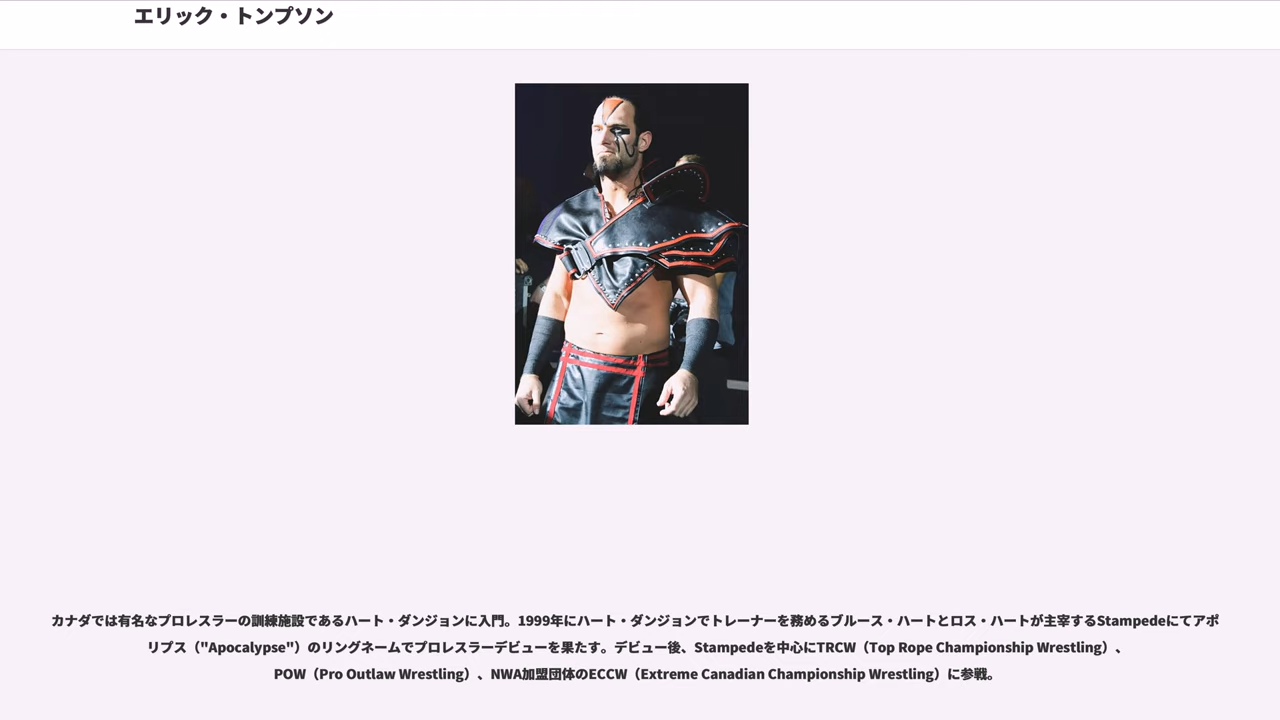 エリック・トンプソン
カナダでは有名なプロレスラーの訓練施設であるハート・ダンジョンに入門。1999年にハート・ダンジョンでトレーナーを務めるブルース・ハートとロス・ハートが主宰するStampedeにてアポ
リプス（"Apocalypse"）のリングネームでプロレスラーデビューを果たす。デビュー後、Stampedeを中心にTRCW（Top Rope Championship Wrestling）、
POW（Pro Outlaw Wrestling）、NWA加盟団体のECCW（Extreme Canadian Championship Wrestling）に参戦。